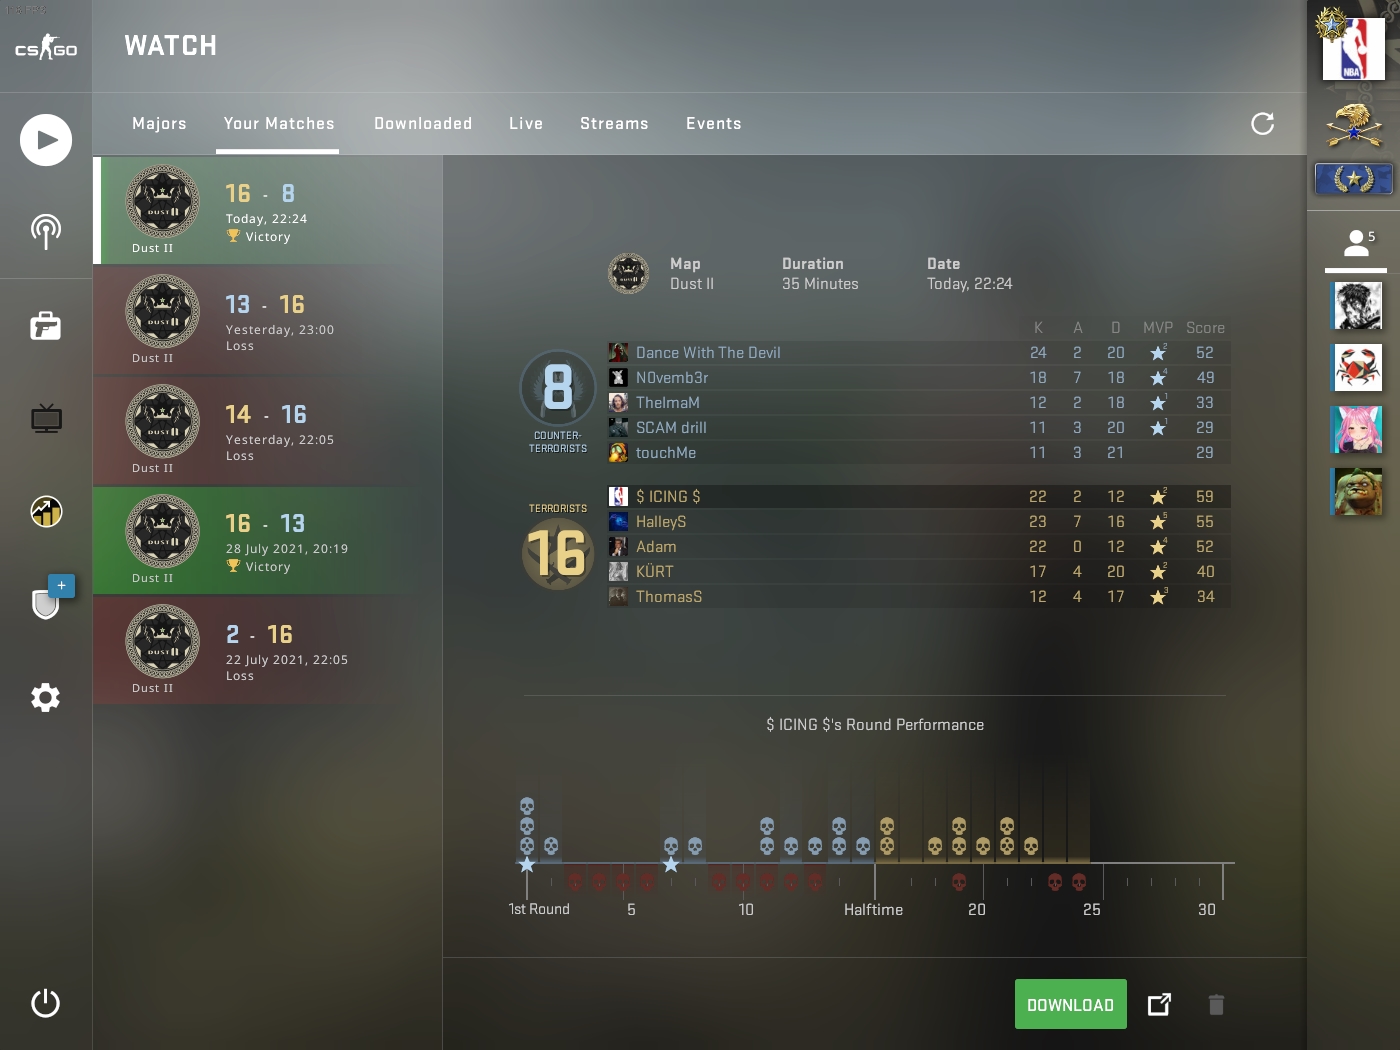 CS GO
WATCH
Majors Your Matches Downloaded Live Streams Events
16 - 8
Today, 22:24
Victory
Dust II
13 - 16
Yesterday, 23:00
Loss
Dust II
14 - 16
Yesterday, 22:05
Loss
Dust II
16 - 13
28 July 2021, 20:19
Victory
Dust II
2 - 16
22 July 2021, 22:05
Loss
Dust II
Map Duration Date
Dust II 35 Minutes Today, 22:24
K A D MVP Score
8
COUNTER-
TERRORISTS
Dance With The Devil 24 2 20 2 52
N0vemb3r 18 7 18 4 49
ThelmaM 12 2 18 1 33
SCAM drill 11 3 20 1 29
touchMe 11 3 21 29
TERRORISTS
16
$ ICING $ 22 2 12 2 59
HalleyS 23 7 16 5 55
Adam 22 0 12 4 52
KÜRT 17 4 20 2 40
ThomasS 12 4 17 3 34
$ ICING $'s Round Performance
1st Round 5 10 Halftime 20 25 30
DOWNLOAD
NBA
5
+